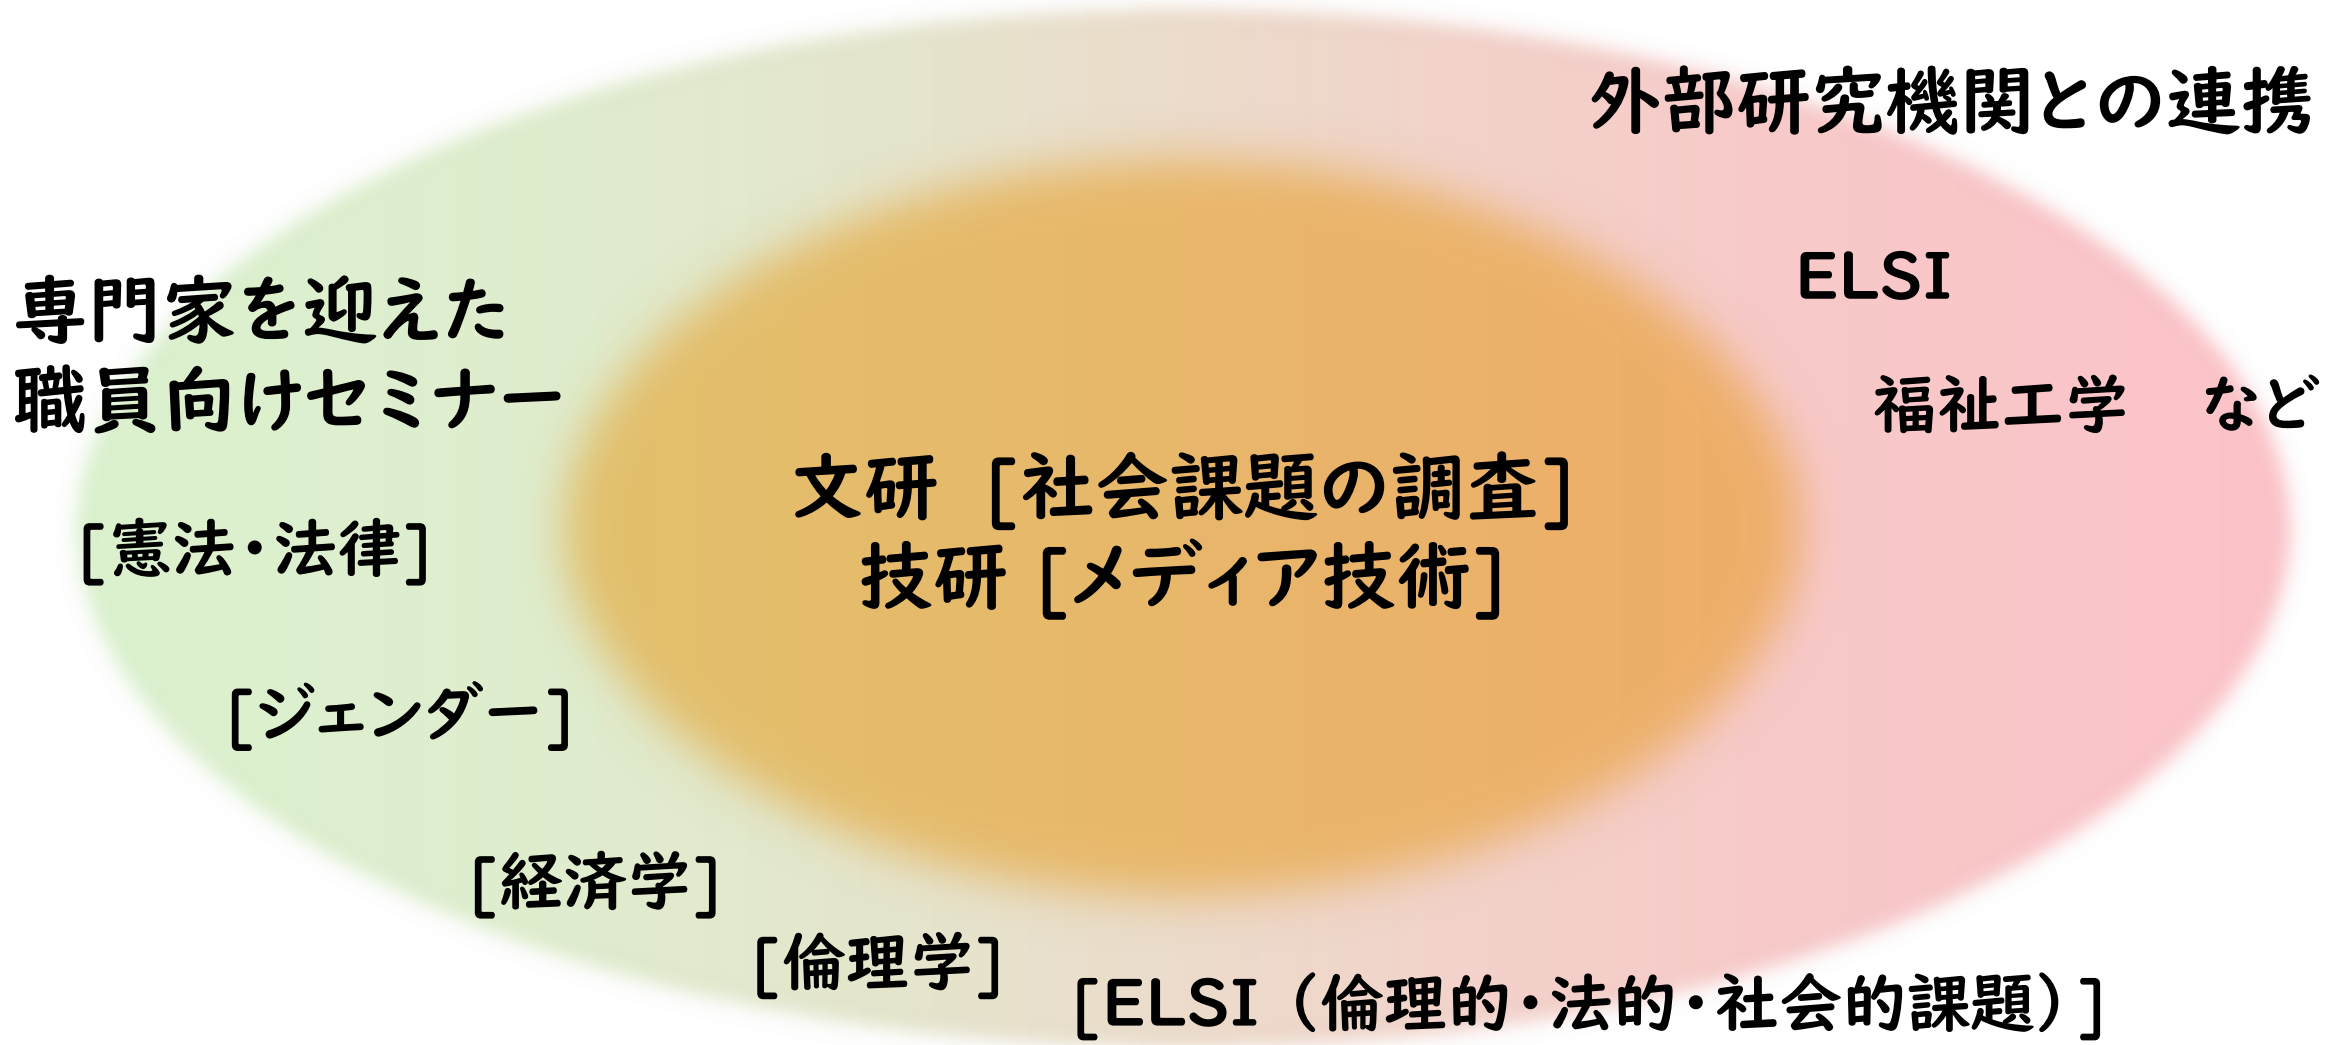 外部研究機関との連携
ELSI
福祉工学 など
専門家を迎えた
職員向けセミナー
文研 [社会課題の調査]
技研 [メディア技術]
[憲法・法律]
[ジェンダー]
[経済学]
[倫理学]
[ELSI（倫理的・法的・社会的課題）]